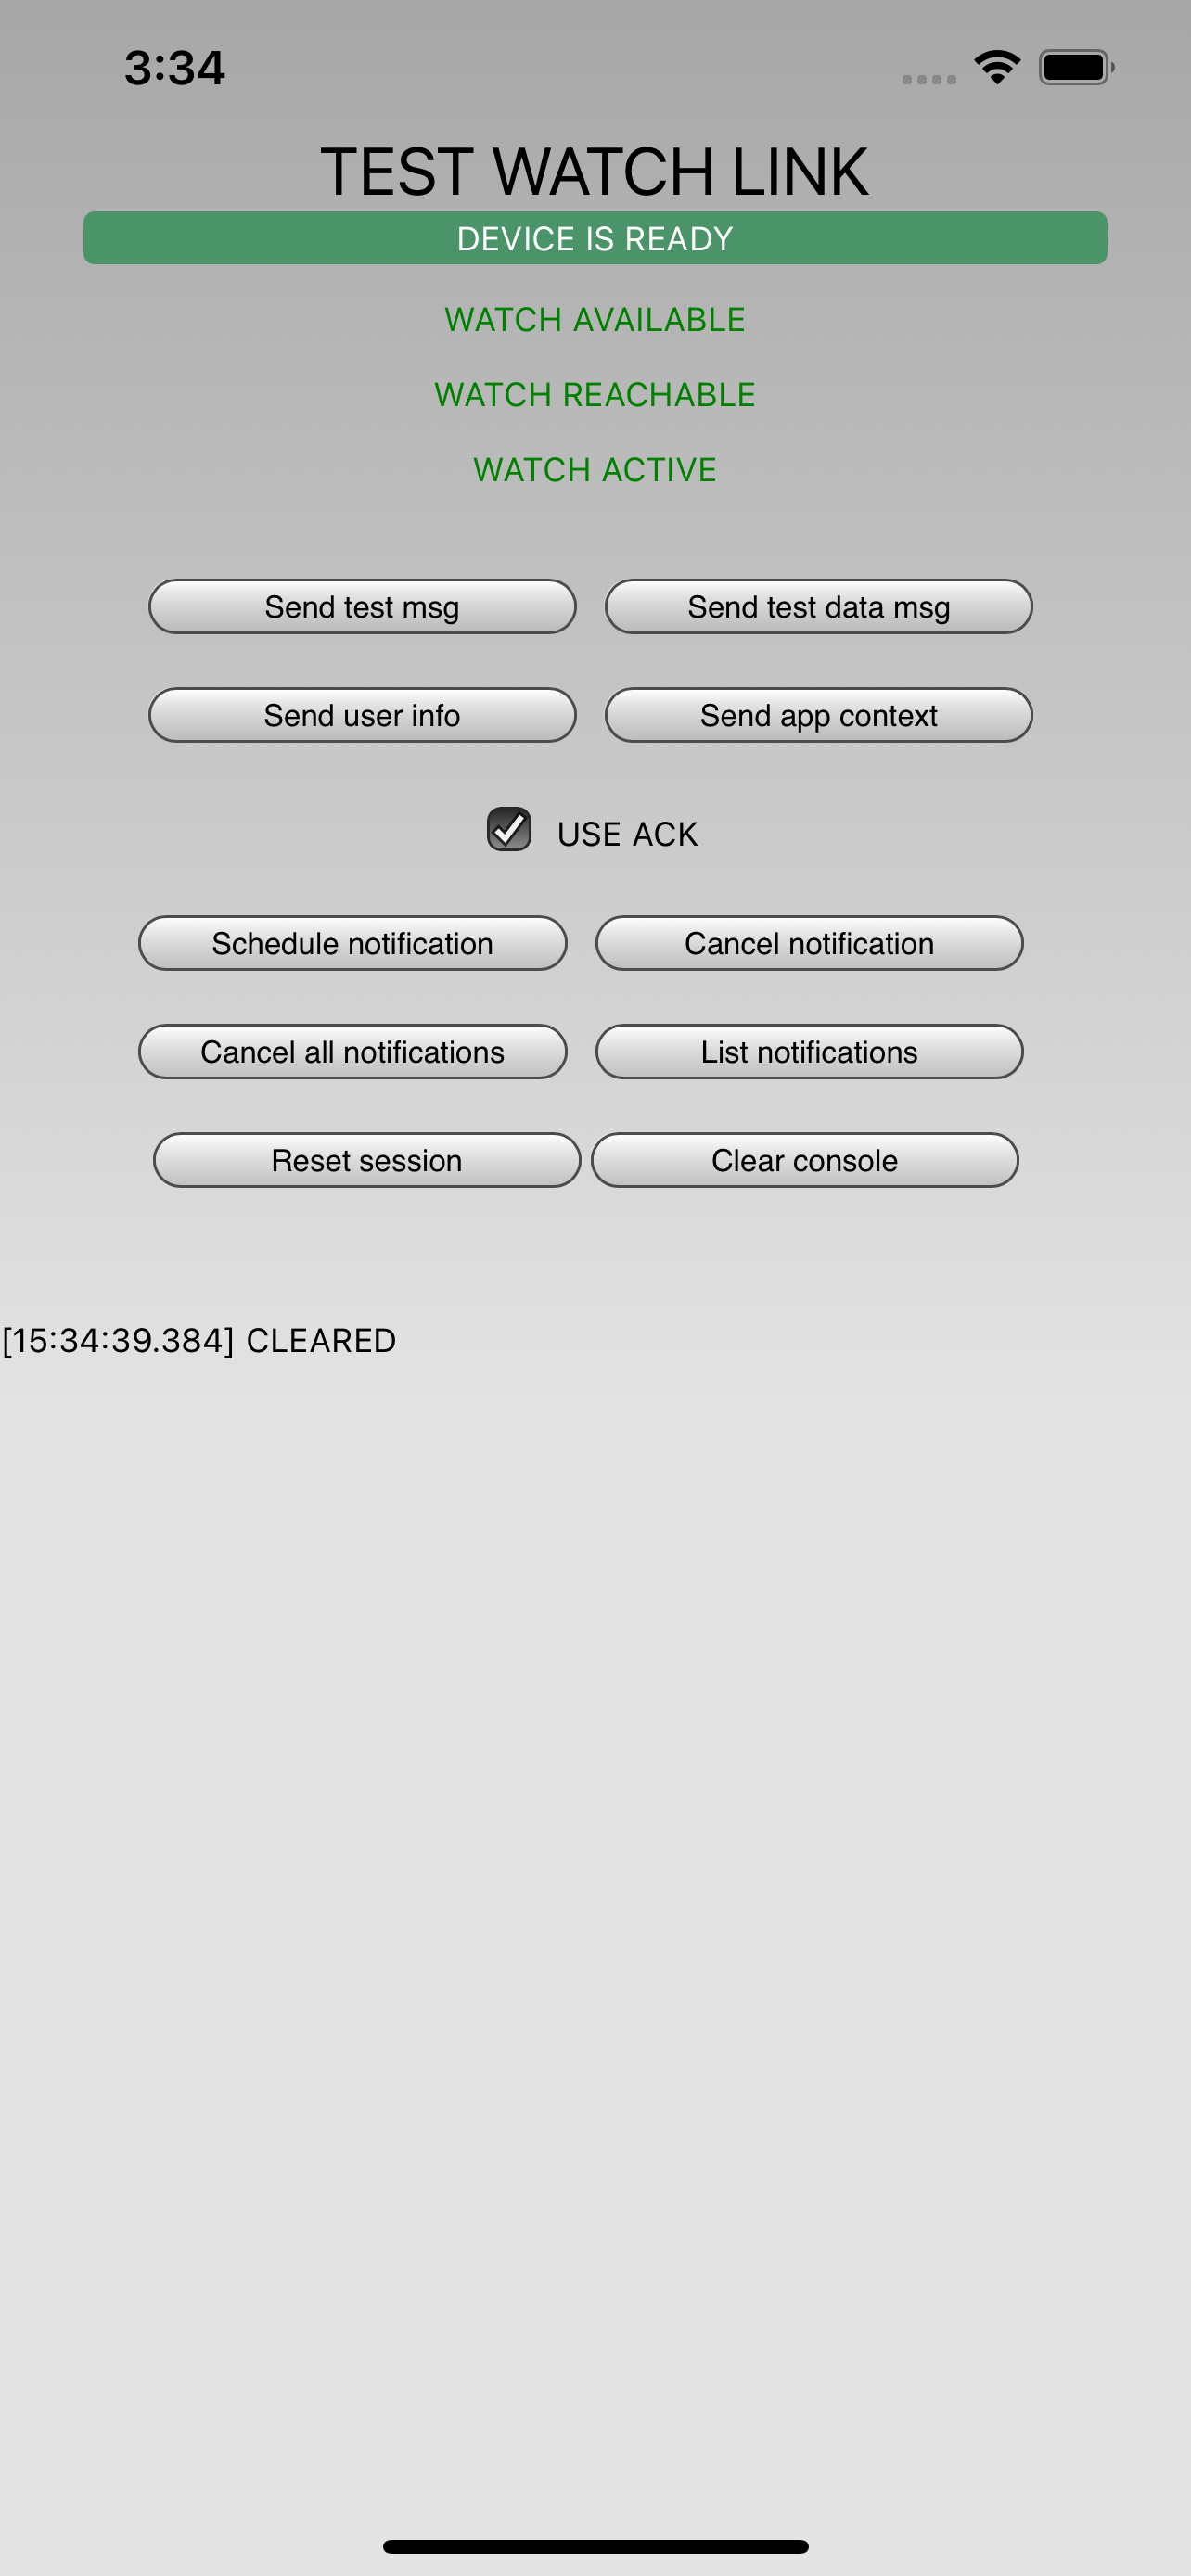 3:34
TEST WATCH LINK
DEVICE IS READY
WATCH AVAILABLE
WATCH REACHABLE
WATCH ACTIVE
Send test msg Send test data msg
Send user info Send app context
USE ACK
Schedule notification Cancel notification
Cancel all notifications List notifications
Reset session Clear console
[15:34:39.384] CLEARED